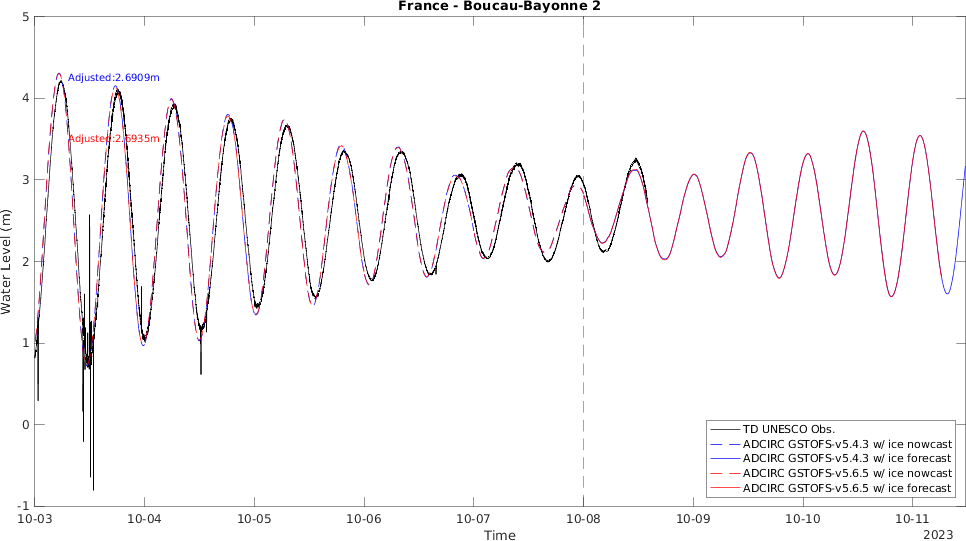 France - Boucau-Bayonne 2
Water Level (m)
5
4
3
2
1
0
-1
Adjusted:2.6909m
Adjusted:2.6935m
TD UNESCO Obs.
ADCIRC GSTOFS-v5.4.3 w/ ice nowcast
ADCIRC GSTOFS-v5.4.3 w/ ice forecast
ADCIRC GSTOFS-v5.6.5 w/ ice nowcast
ADCIRC GSTOFS-v5.6.5 w/ ice forecast
10-03 10-04 10-05 10-06 10-07 10-08 10-09 10-10 10-11
Time
2023